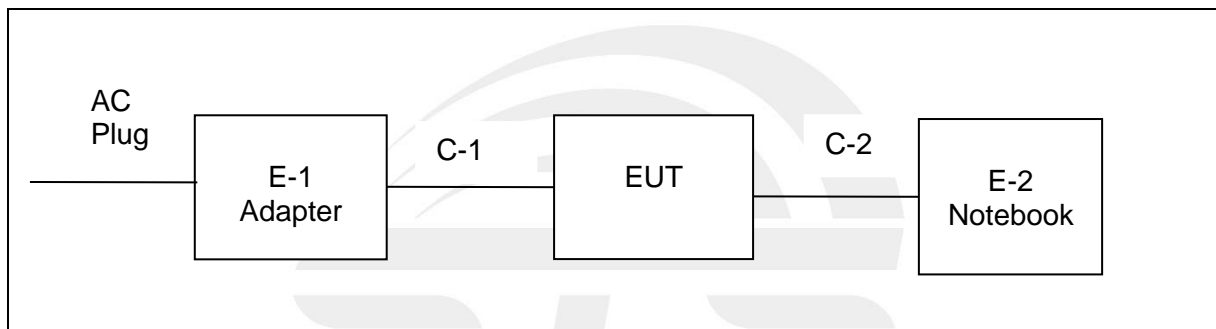 AC
Plug
E-1
Adapter
C-1
EUT
C-2
E-2
Notebook